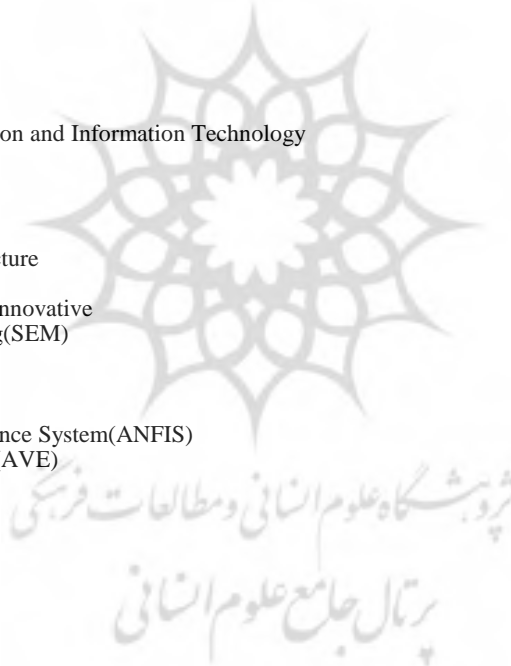 on and Information Technology
cture
nnovative
g(SEM)
nce System(ANFIS)
(AVE)
پژوهشگاه علوم انسانی و مطالعات فرهنگی
پرتال جامع علوم انسانی